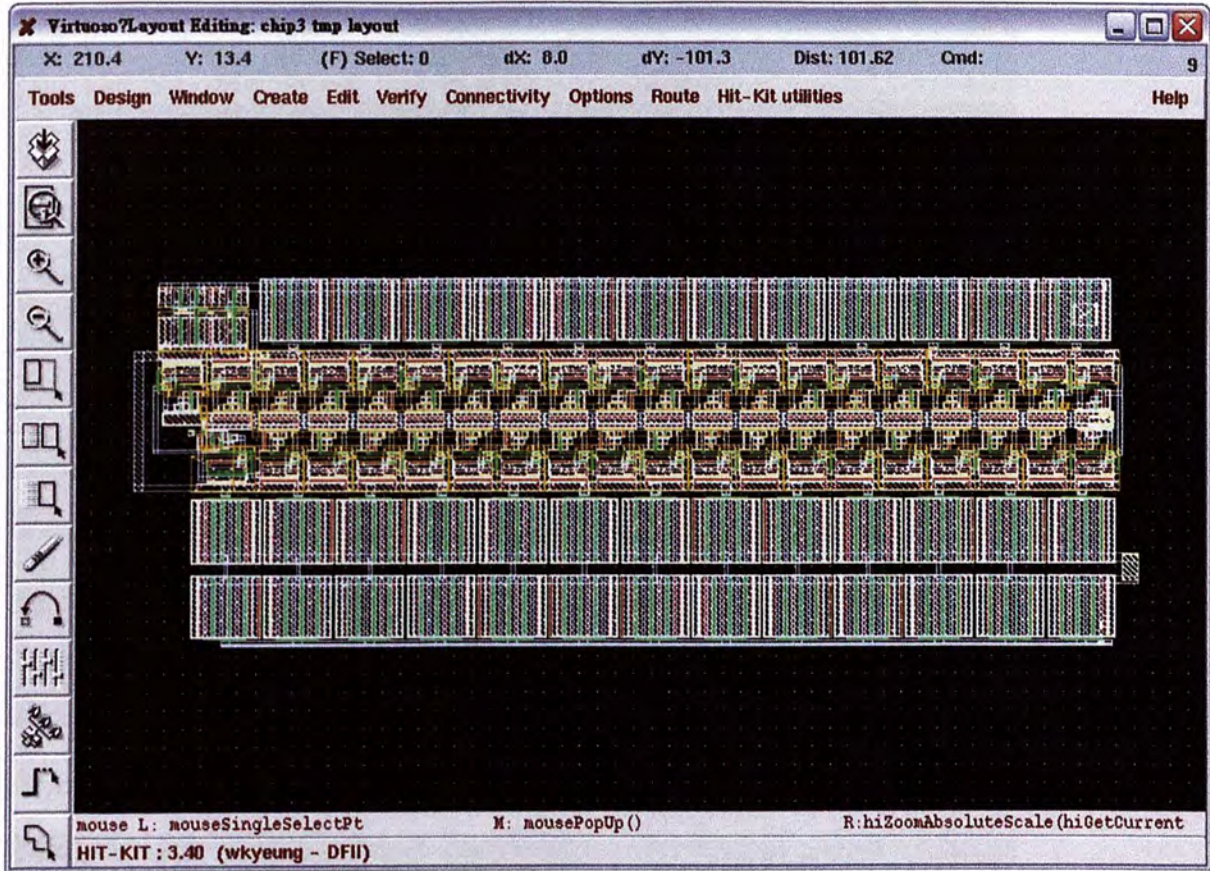 Virtuoso?Layout Editing: chip3 tmp layout
X: 210.4 Y: 13.4 (F) Select: 0 dX: 8.0 dY: -101.3 Dist: 101.62 Cmd: 9
Tools Design Window Create Edit Verify Connectivity Options Route Hit-Kit utilities Help
mouse L: mouseSingleSelectPt M: mousePopUp() R:hiZoomAbsoluteScale(hiGetCurrent
HIT-KIT : 3.40 (wkyeung - DFII)